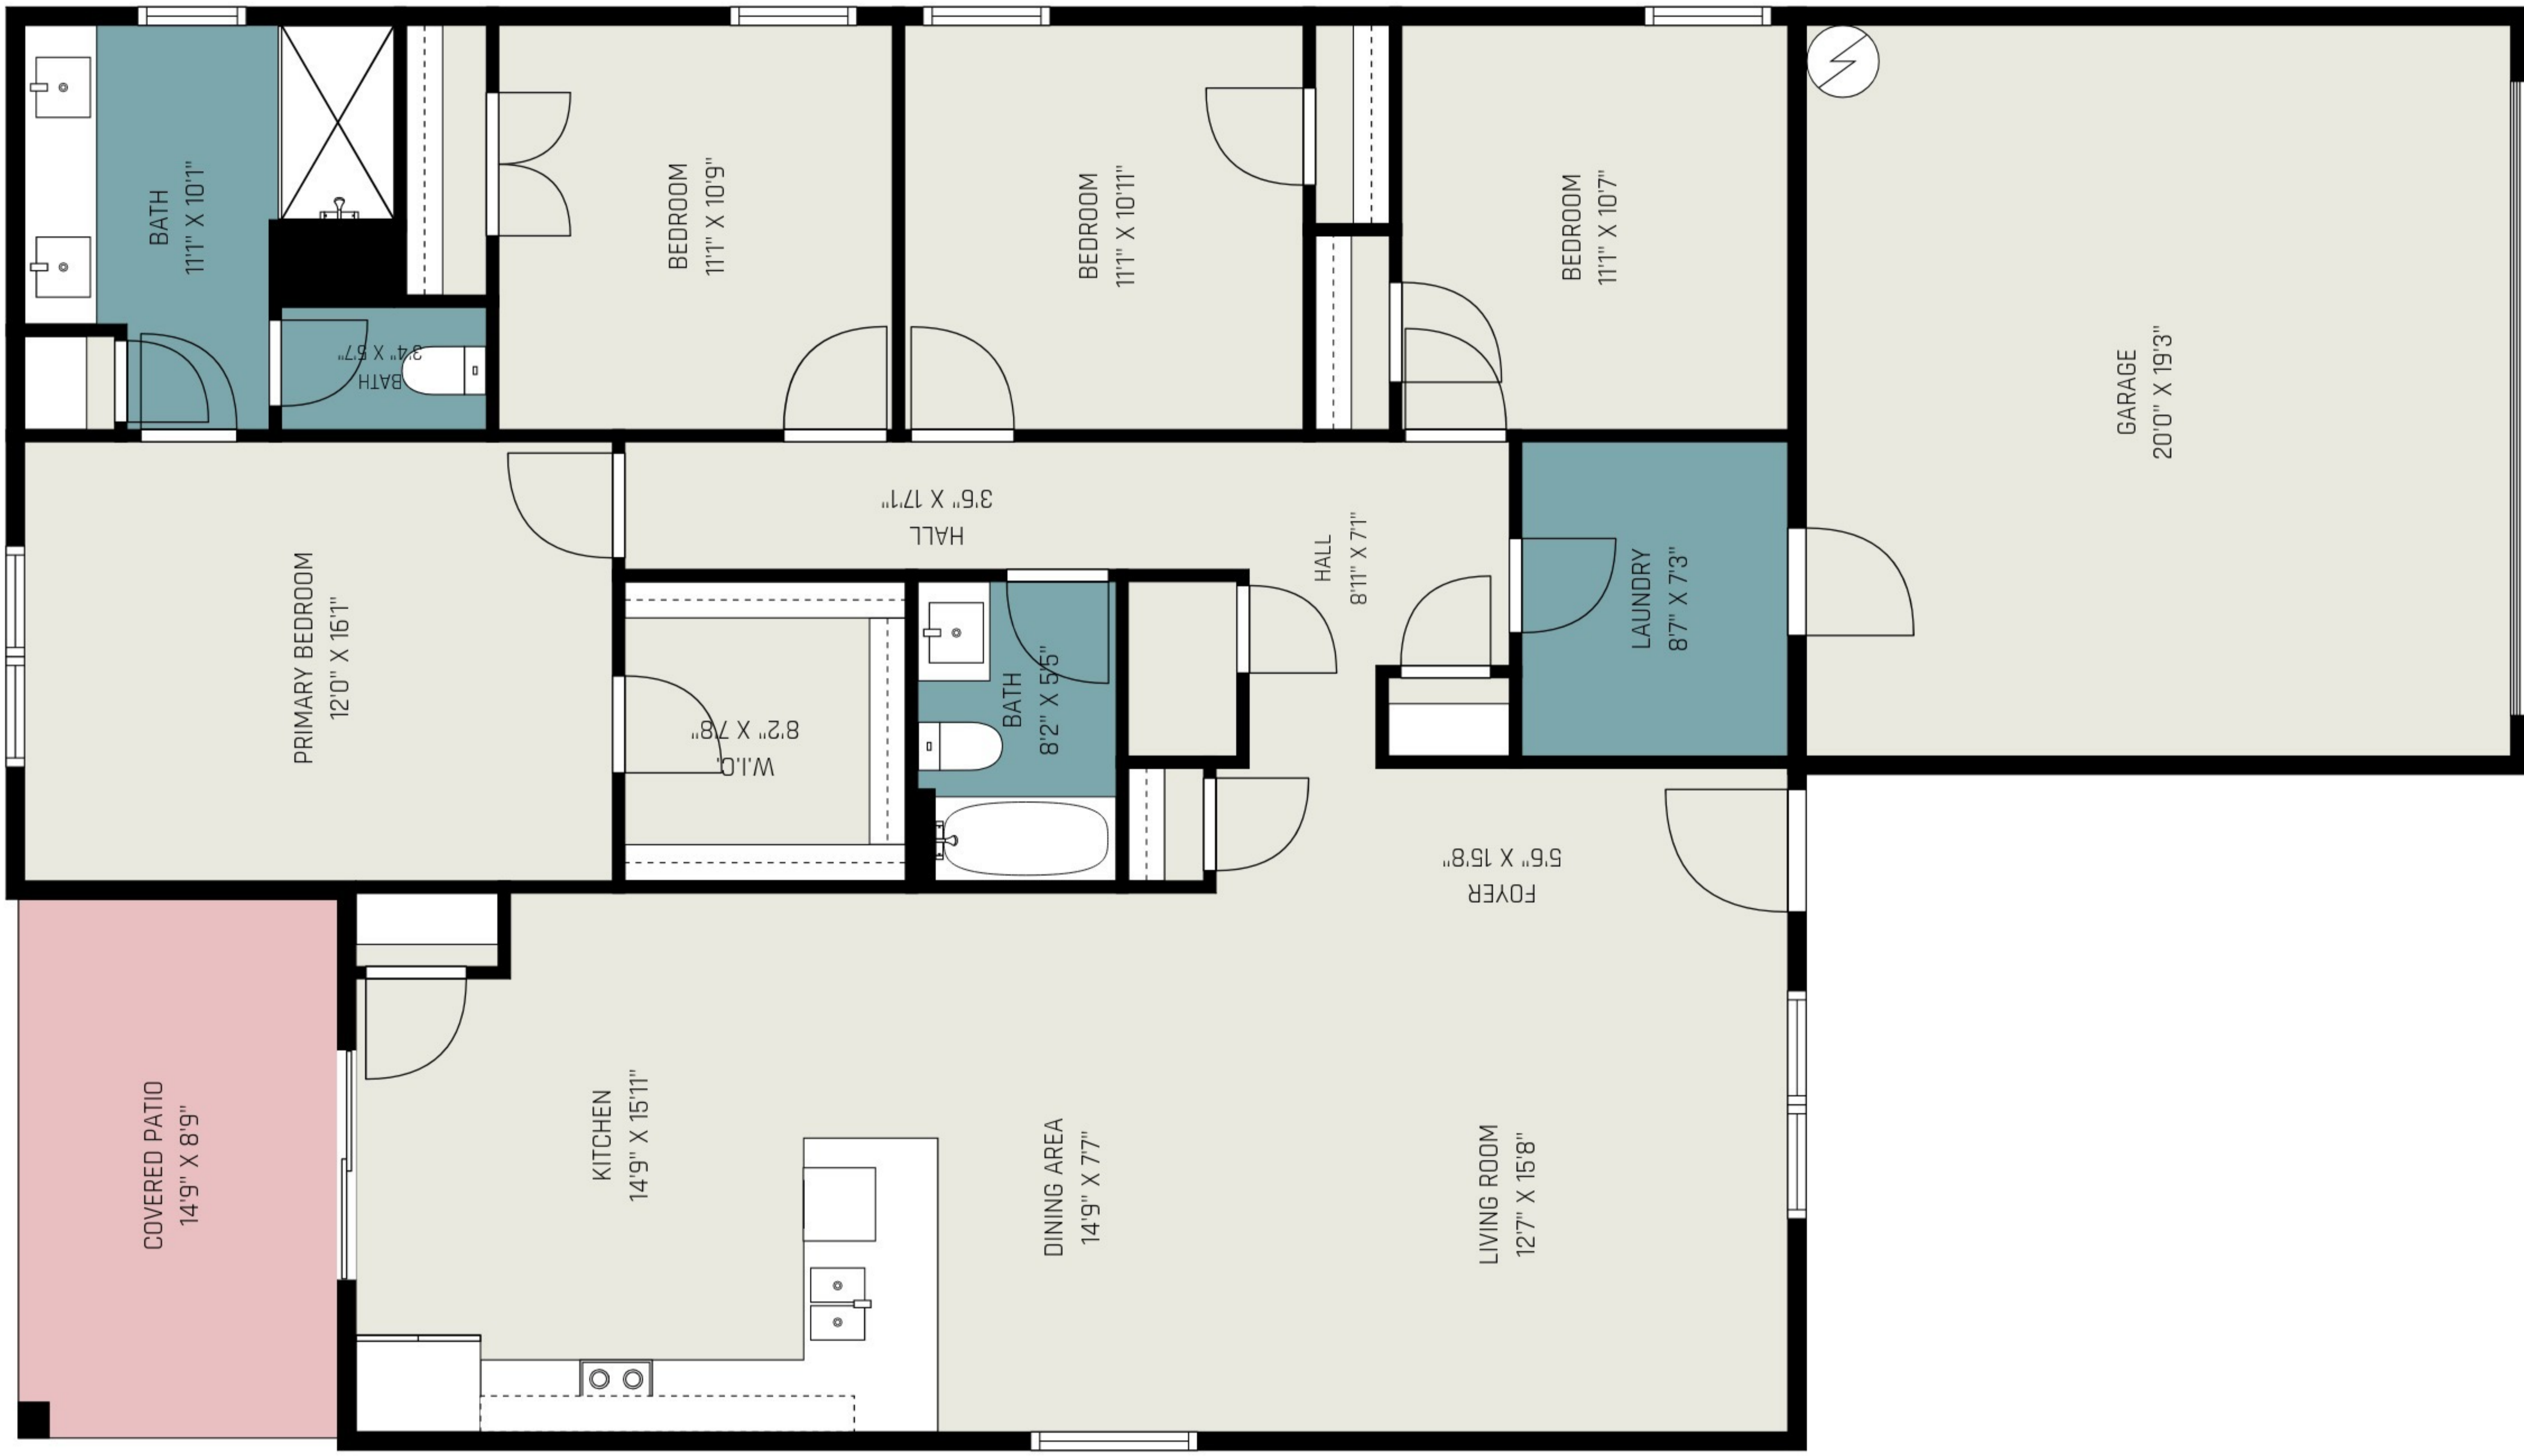 BATH
11'1" X 10'1"
BEDROOM
11'1" X 10'9"
BEDROOM
11'1" X 10'11"
BEDROOM
11'1" X 10'7"
GARAGE
20'0" X 19'3"
BATH
3'4" X 5'7"
PRIMARY BEDROOM
12'0" X 16'1"
HALL
3'6" X 17'1"
HALL
8'11" X 7'1"
LAUNDRY
8'7" X 7'3"
W.I.C.
8'2" X 7'8"
BATH
8'2" X 5'5"
FOYER
5'6" X 15'8"
COVERED PATIO
14'9" X 8'9"
KITCHEN
14'9" X 15'11"
DINING AREA
14'9" X 7'7"
LIVING ROOM
12'7" X 15'8"